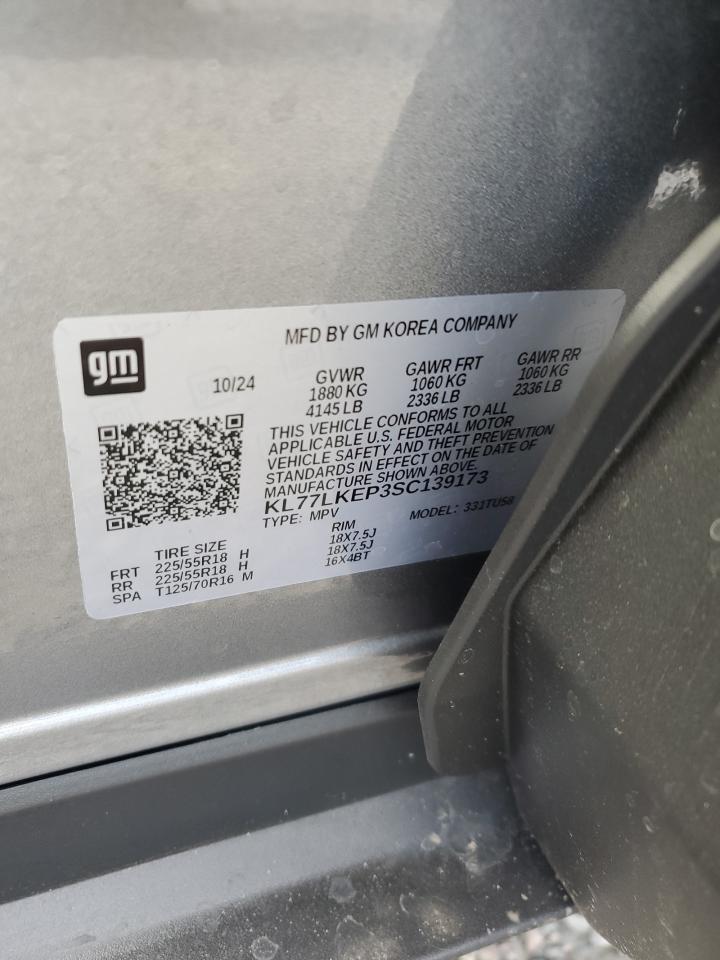 gm
MFD BY GM KOREA COMPANY
10/24
GVWR GAWR FRT GAWR RR
1880 KG 1060 KG 1060 KG
4145 LB 2336 LB 2336 LB
THIS VEHICLE CONFORMS TO ALL
APPLICABLE U.S. FEDERAL MOTOR
VEHICLE SAFETY AND THEFT PREVENTION
STANDARDS IN EFFECT ON THE DATE OF
MANUFACTURE SHOWN ABOVE.
KL77LKEP3SC139173
TYPE: MPV MODEL: 331TU58
TIRE SIZE RIM
FRT 225/55R18 H 18X7.5J
RR 225/55R18 H 18X7.5J
SPA T125/70R16 M 16X4BT